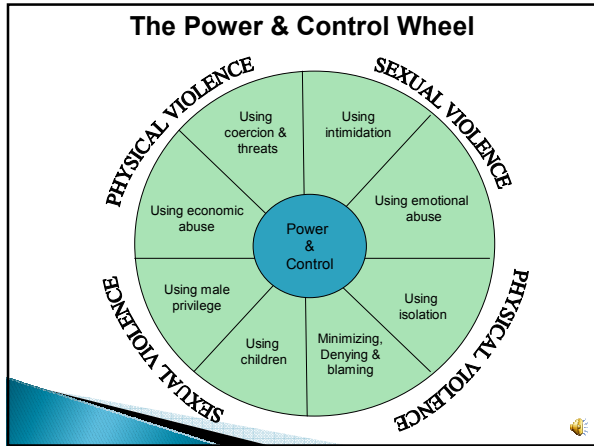 The Power & Control Wheel
PHYSICAL VIOLENCE
SEXUAL VIOLENCE
Using
coercion &
threats
Using
intimidation
Using emotional
abuse
Using
isolation
Minimizing,
Denying &
blaming
Using
children
Using male
privilege
Using economic
abuse
Power
&
Control
SEXUAL VIOLENCE
PHYSICAL VIOLENCE